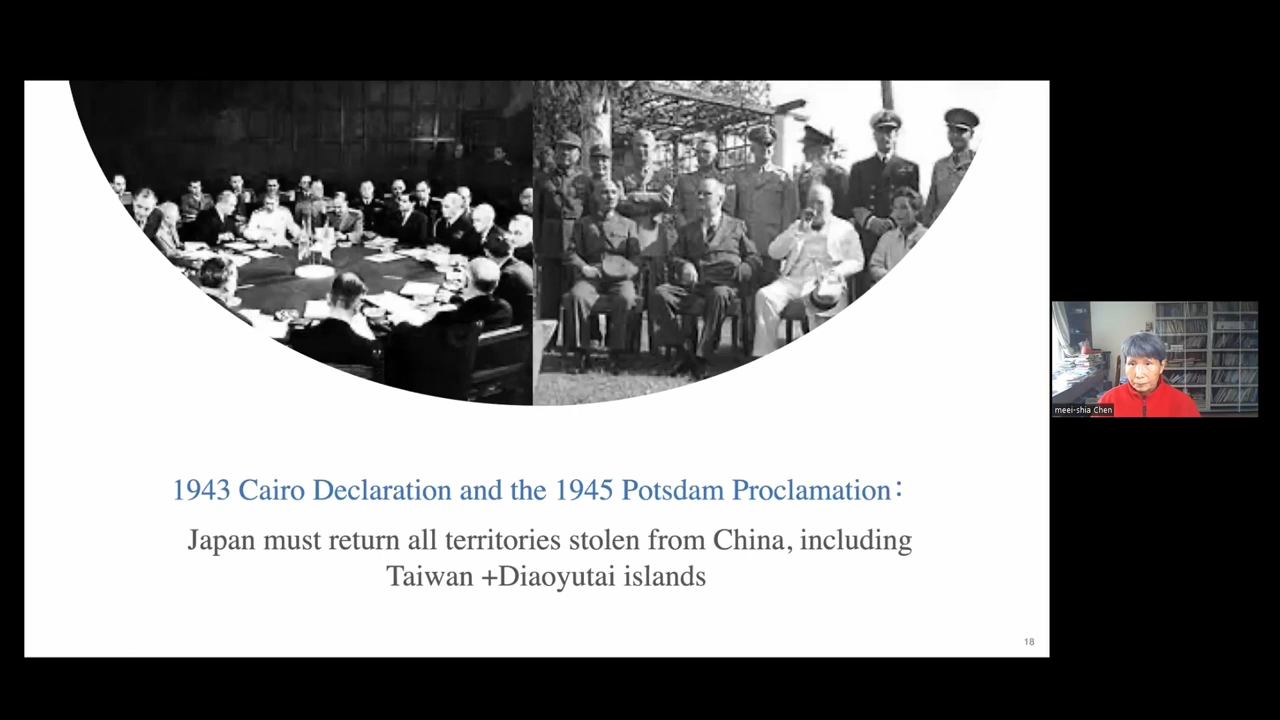 1943 Cairo Declaration and the 1945 Potsdam Proclamation：
Japan must return all territories stolen from China, including
Taiwan +Diaoyutai islands
18
meei-shia Chen